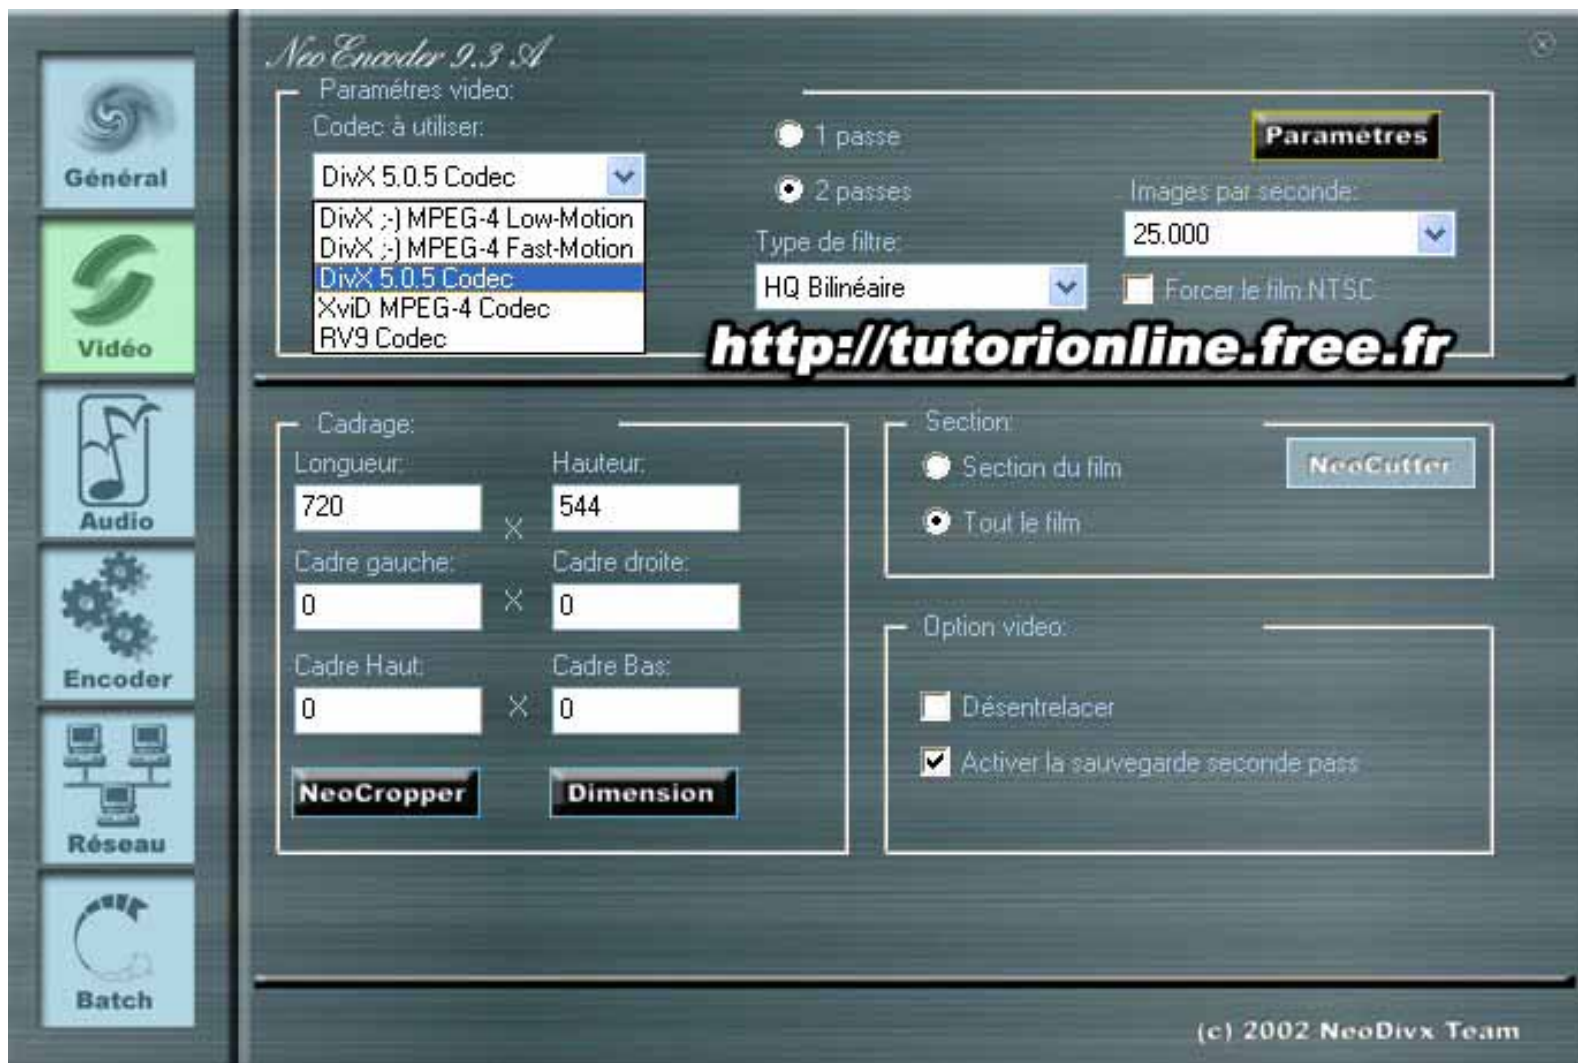 Neo Encoder 9.3 A
Général
Vidéo
Audio
Encoder
Réseau
Batch
Paramétres video:
Codec à utiliser:
DivX 5.0.5 Codec
DivX ;-) MPEG-4 Low-Motion
DivX ;-) MPEG-4 Fast-Motion
DivX 5.0.5 Codec
XviD MPEG-4 Codec
RV9 Codec
1 passe
2 passes
Type de filtre:
HQ Bilinéaire
Paramétres
Images par seconde:
25.000
Forcer le film NTSC
http://tutorionline.free.fr
Cadrage:
Longueur:
Hauteur:
720
X
544
Cadre gauche:
Cadre droite:
0
X
0
Cadre Haut:
Cadre Bas:
0
X
0
NeoCropper
Dimension
Section:
Section du film
Tout le film
NeoCutter
Option video:
Désentrelacer
Activer la sauvegarde seconde pass
(c) 2002 NeoDivx Team